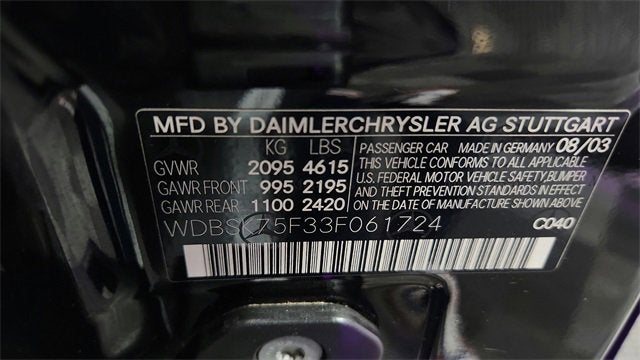 MFD BY DAIMLERCHRYSLER AG STUTTGART
KG LBS
GVWR 2095 4615
GAWR FRONT 995 2195
GAWR REAR 1100 2420
PASSENGER CAR MADE IN GERMANY 08/03
THIS VEHICLE CONFORMS TO ALL APPLICABLE
U.S. FEDERAL MOTOR VEHICLE SAFETY,BUMPER
AND THEFT PREVENTION STANDARDS IN EFFECT
ON THE DATE OF MANUFACTURE SHOWN ABOVE
WDBSK75F33F061724
C040